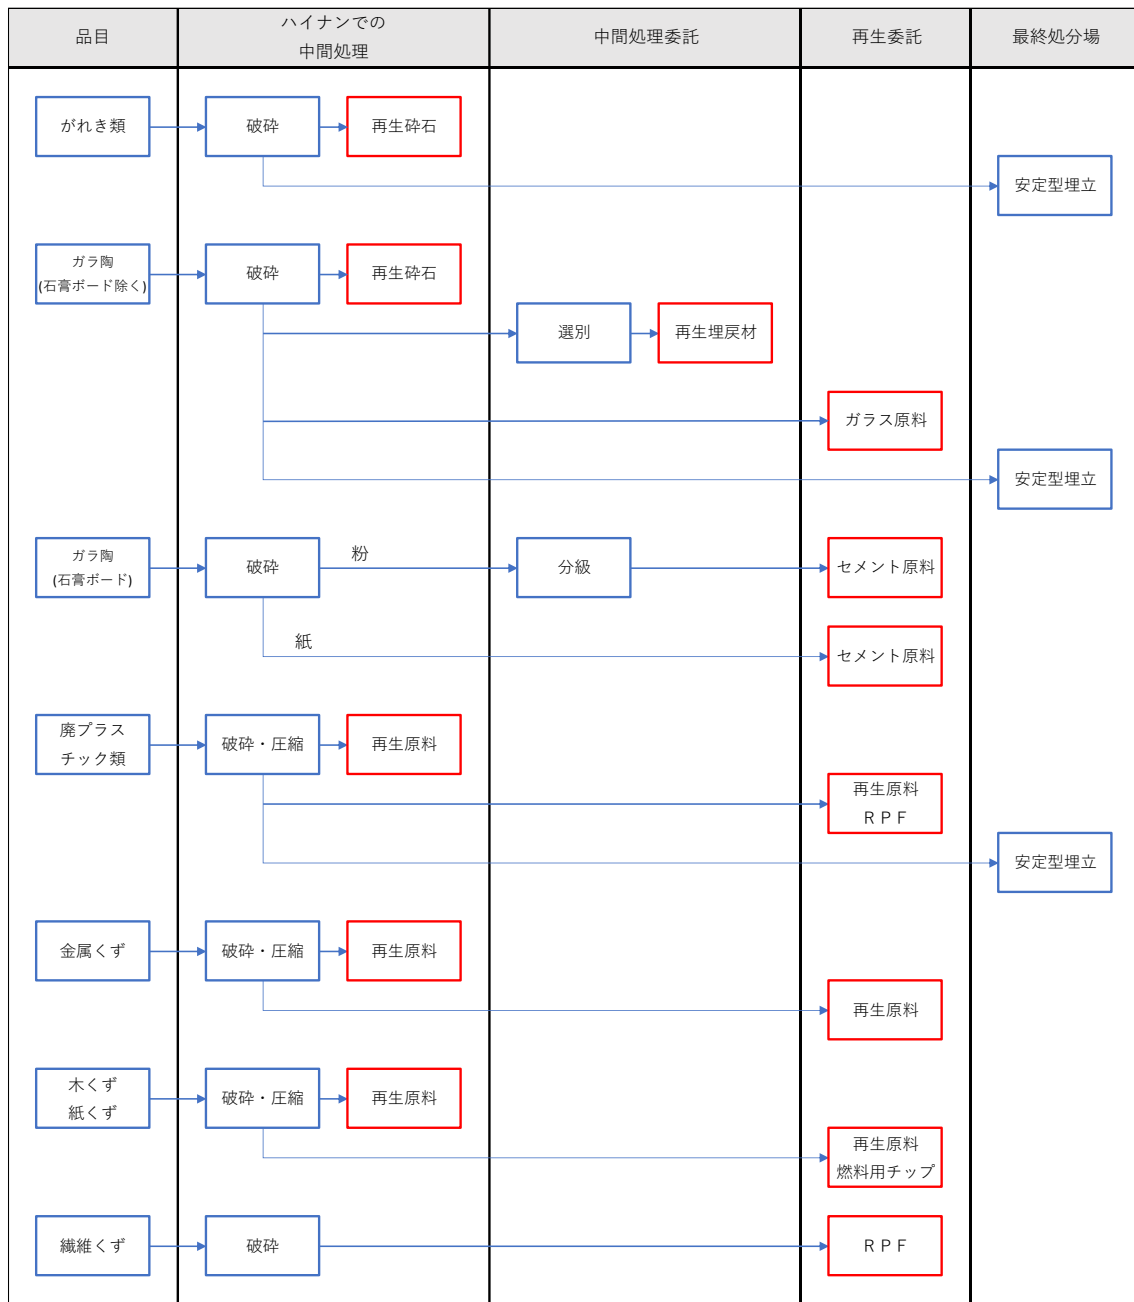 品目
ハイナンでの
中間処理
中間処理委託
再生委託
最終処分場
がれき類
破砕
再生砕石
安定型埋立
ガラ陶
(石膏ボード除く)
破砕
再生砕石
選別
再生埋戻材
ガラス原料
安定型埋立
ガラ陶
(石膏ボード)
破砕
粉
分級
セメント原料
紙
セメント原料
廃プラス
チック類
破砕・圧縮
再生原料
再生原料
ＲＰＦ
安定型埋立
金属くず
破砕・圧縮
再生原料
再生原料
木くず
紙くず
破砕・圧縮
再生原料
再生原料
燃料用チップ
繊維くず
破砕
ＲＰＦ